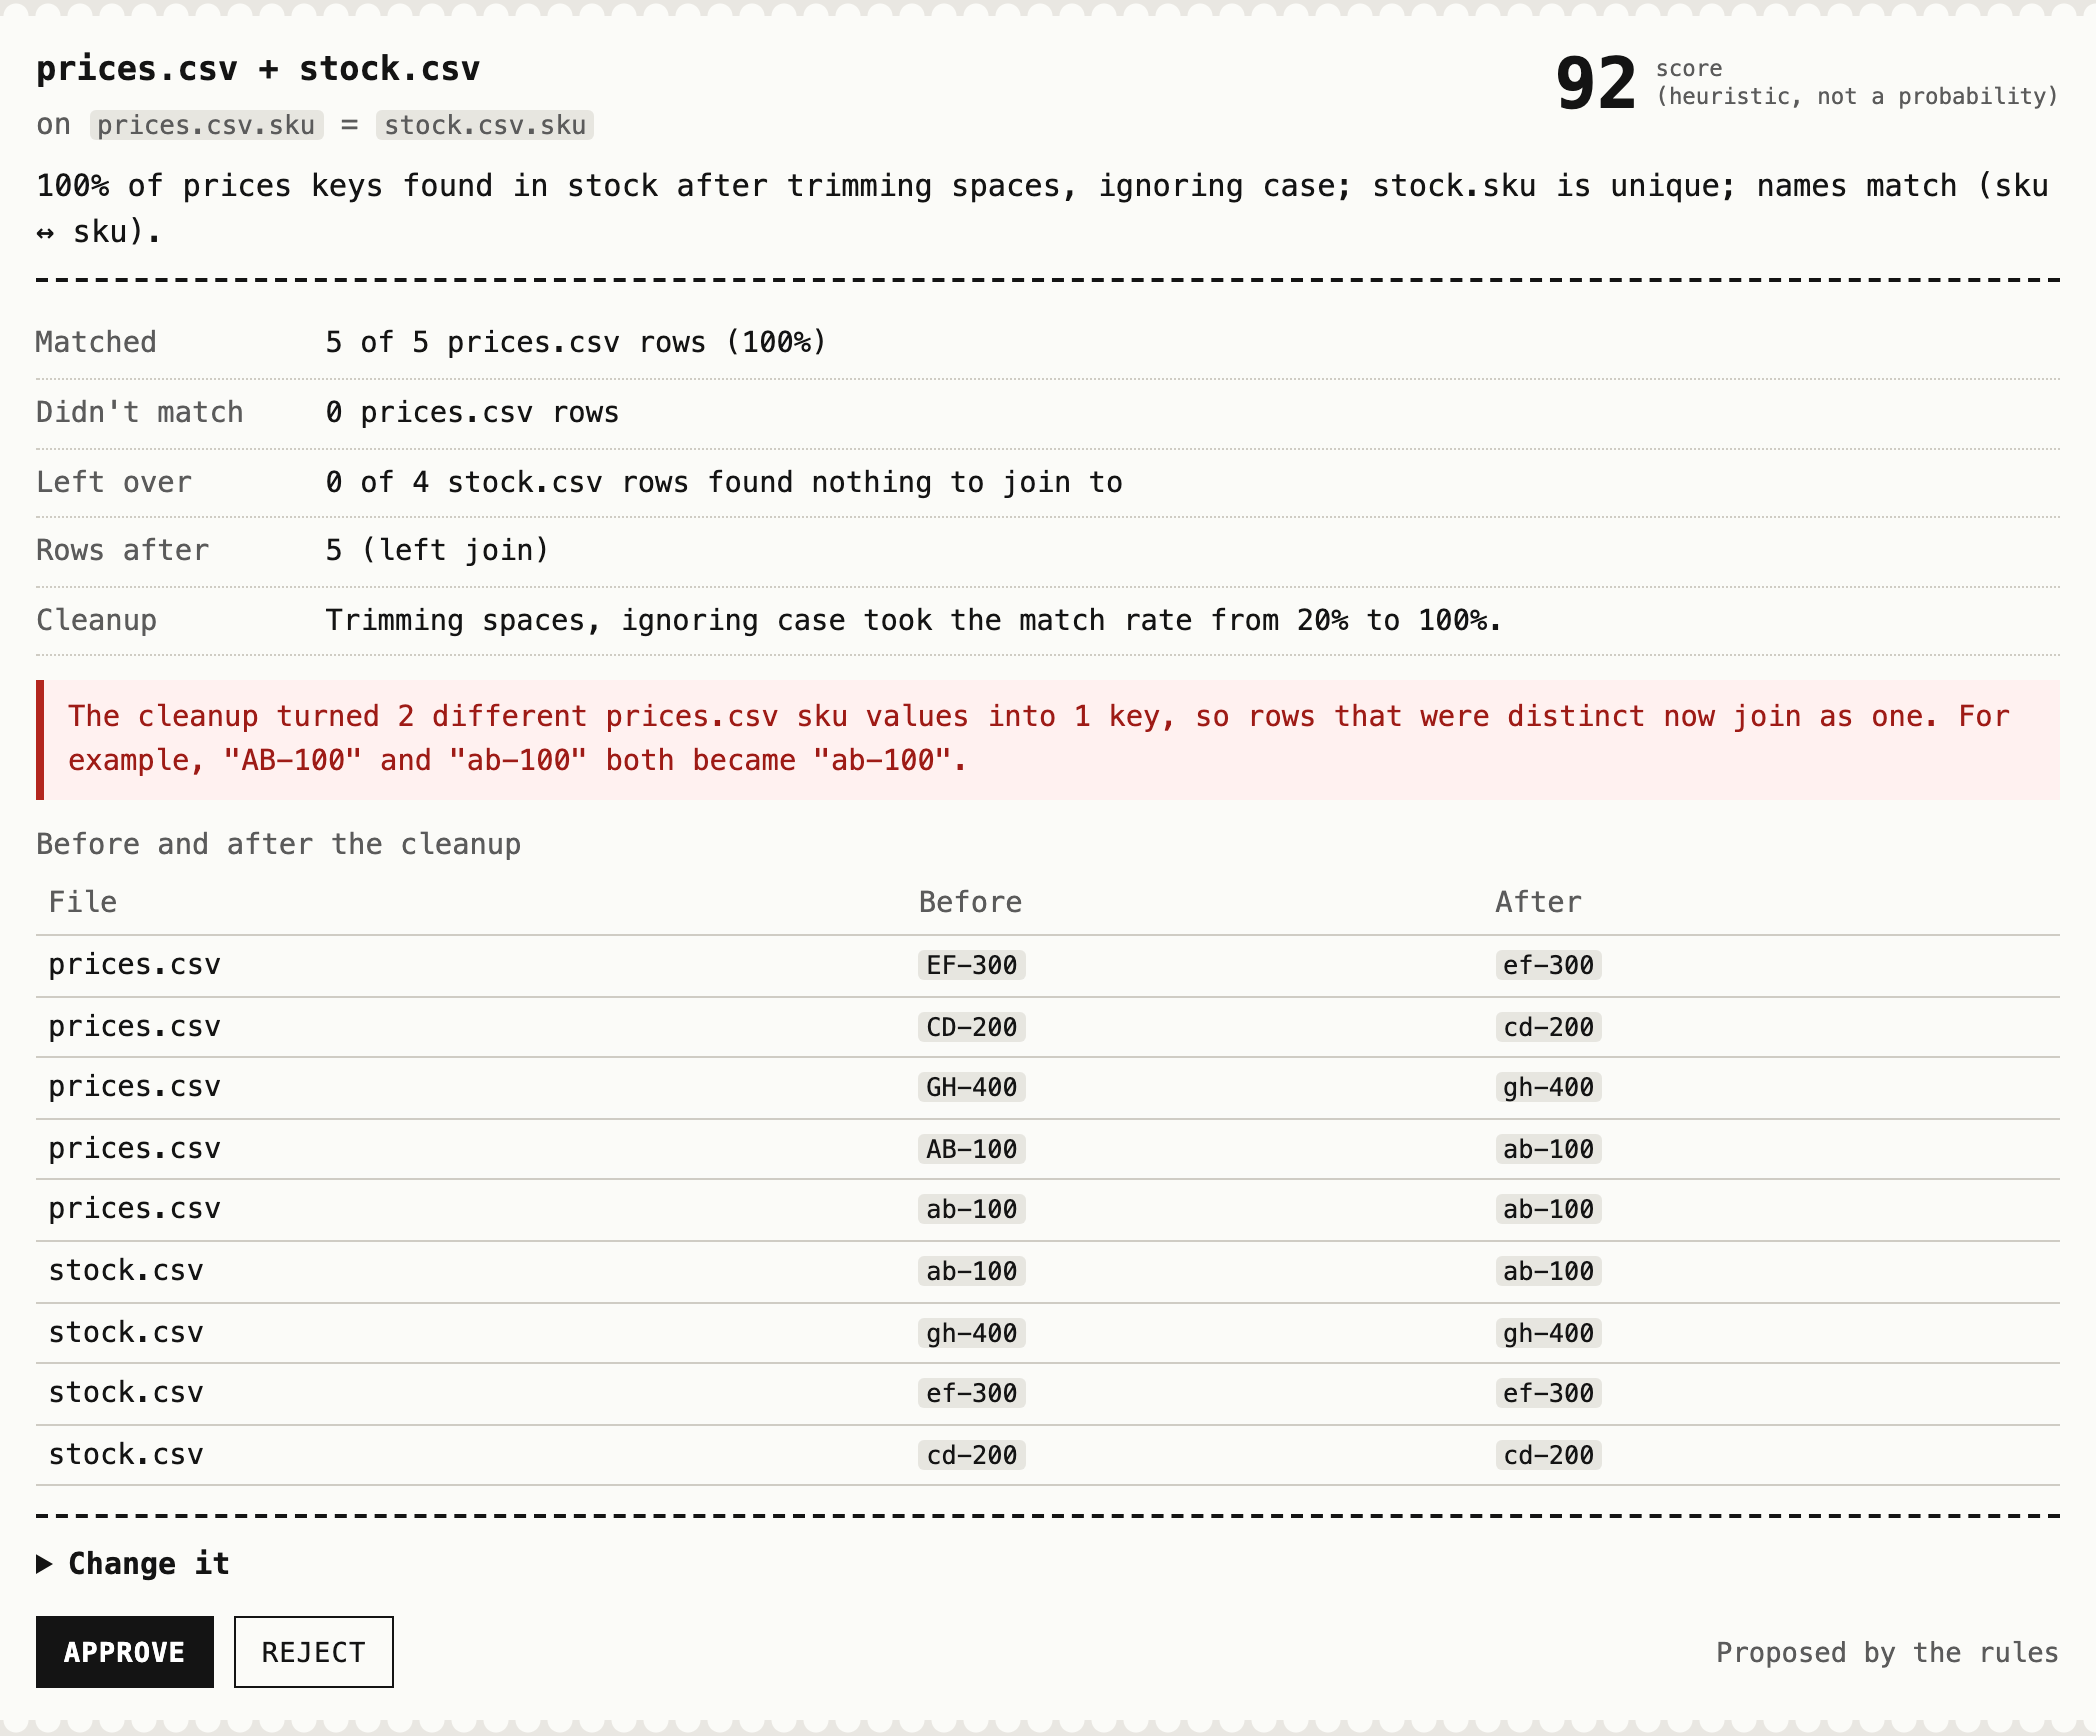 prices.csv + stock.csv
92 score
(heuristic, not a probability)
on prices.csv.sku = stock.csv.sku
100% of prices keys found in stock after trimming spaces, ignoring case; stock.sku is unique; names match (sku
↔ sku).
Matched 5 of 5 prices.csv rows (100%)
Didn't match 0 prices.csv rows
Left over 0 of 4 stock.csv rows found nothing to join to
Rows after 5 (left join)
Cleanup Trimming spaces, ignoring case took the match rate from 20% to 100%.
The cleanup turned 2 different prices.csv sku values into 1 key, so rows that were distinct now join as one. For
example, "AB-100" and "ab-100" both became "ab-100".
Before and after the cleanup
File Before After
prices.csv EF-300 ef-300
prices.csv CD-200 cd-200
prices.csv GH-400 gh-400
prices.csv AB-100 ab-100
prices.csv ab-100 ab-100
stock.csv ab-100 ab-100
stock.csv gh-400 gh-400
stock.csv ef-300 ef-300
stock.csv cd-200 cd-200
▶ Change it
APPROVE REJECT Proposed by the rules